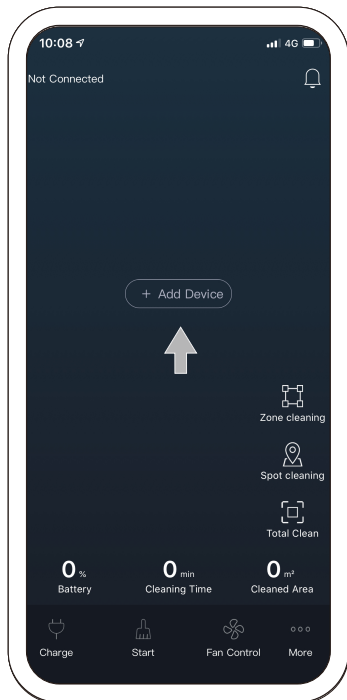 10:08 4G
Not Connected
+ Add Device
Zone cleaning
Spot cleaning
Total Clean
0 % 0 min 0 m²
Battery Cleaning Time Cleaned Area
Charge Start Fan Control More